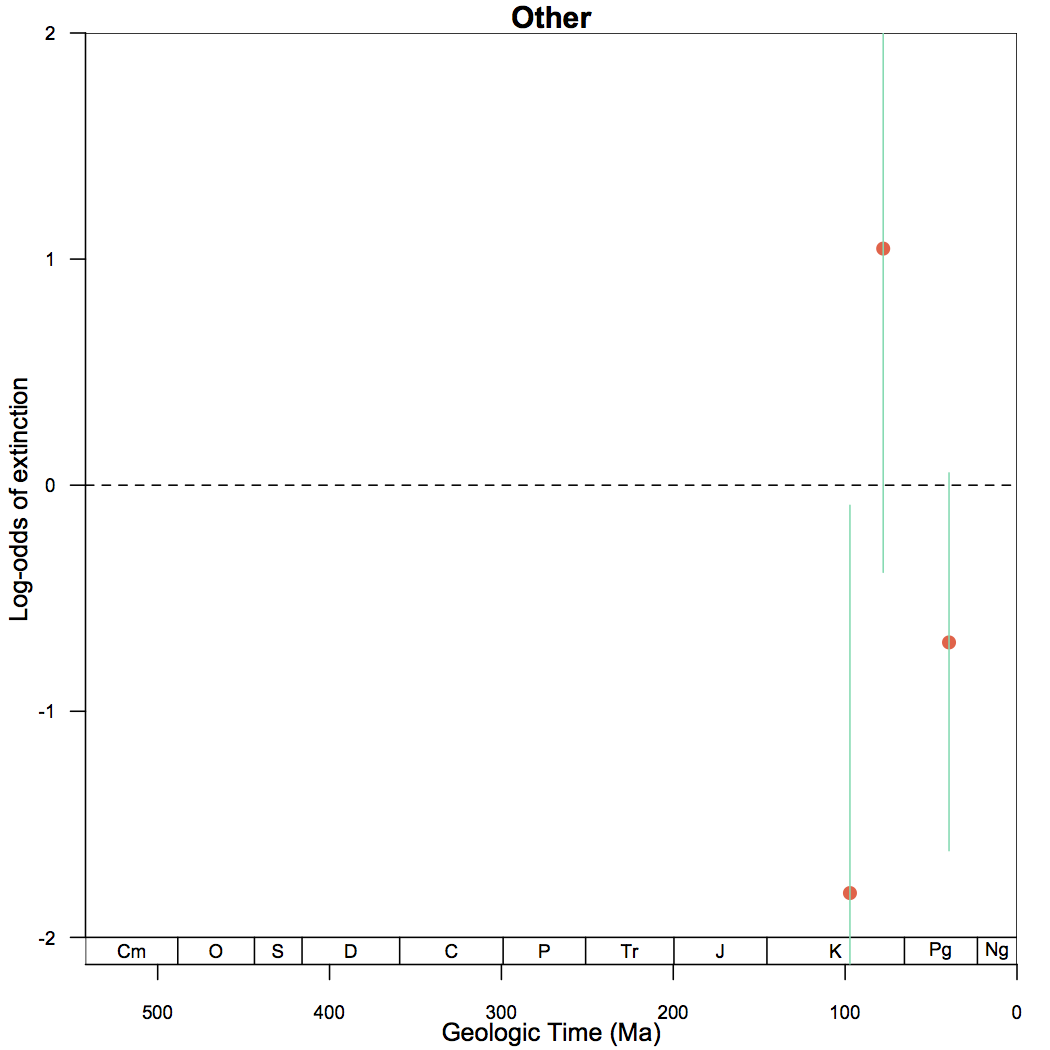 Other
Log-odds of extinction
2
1
0
-1
-2
Cm O S D C P Tr J K Pg Ng
500 400 300 200 100 0
Geologic Time (Ma)